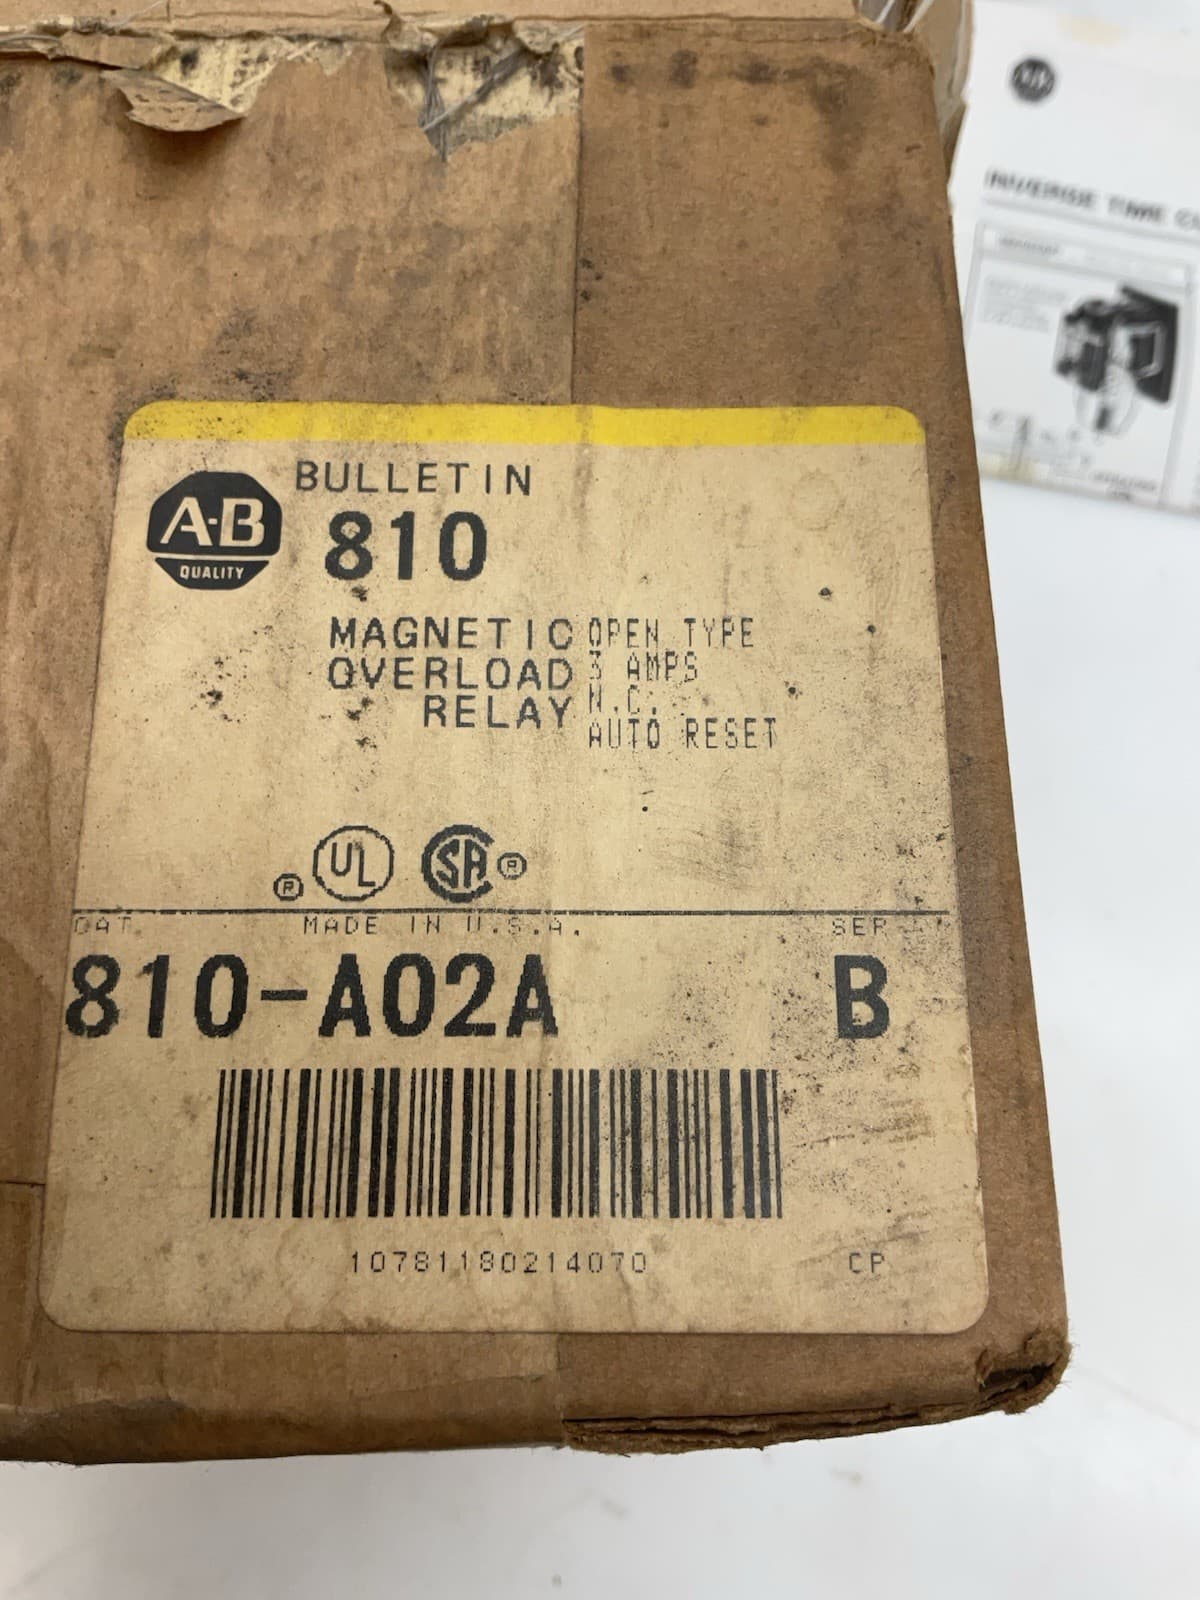 A-B
QUALITY
BULLETIN
810
MAGNETIC
OVERLOAD
RELAY
OPEN TYPE
3 AMPS
N.C.
AUTO RESET
® UL SA ®
CAT. MADE IN U.S.A. SER
810-A02A B
10781180214070 CP
INVERSE TIME